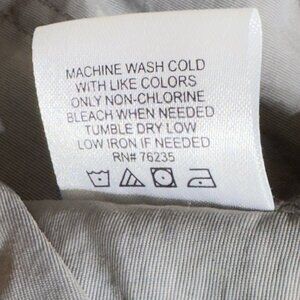 MACHINE WASH COLD
WITH LIKE COLORS
ONLY NON-CHLORINE
BLEACH WHEN NEEDED
TUMBLE DRY LOW
LOW IRON IF NEEDED
RN# 76235